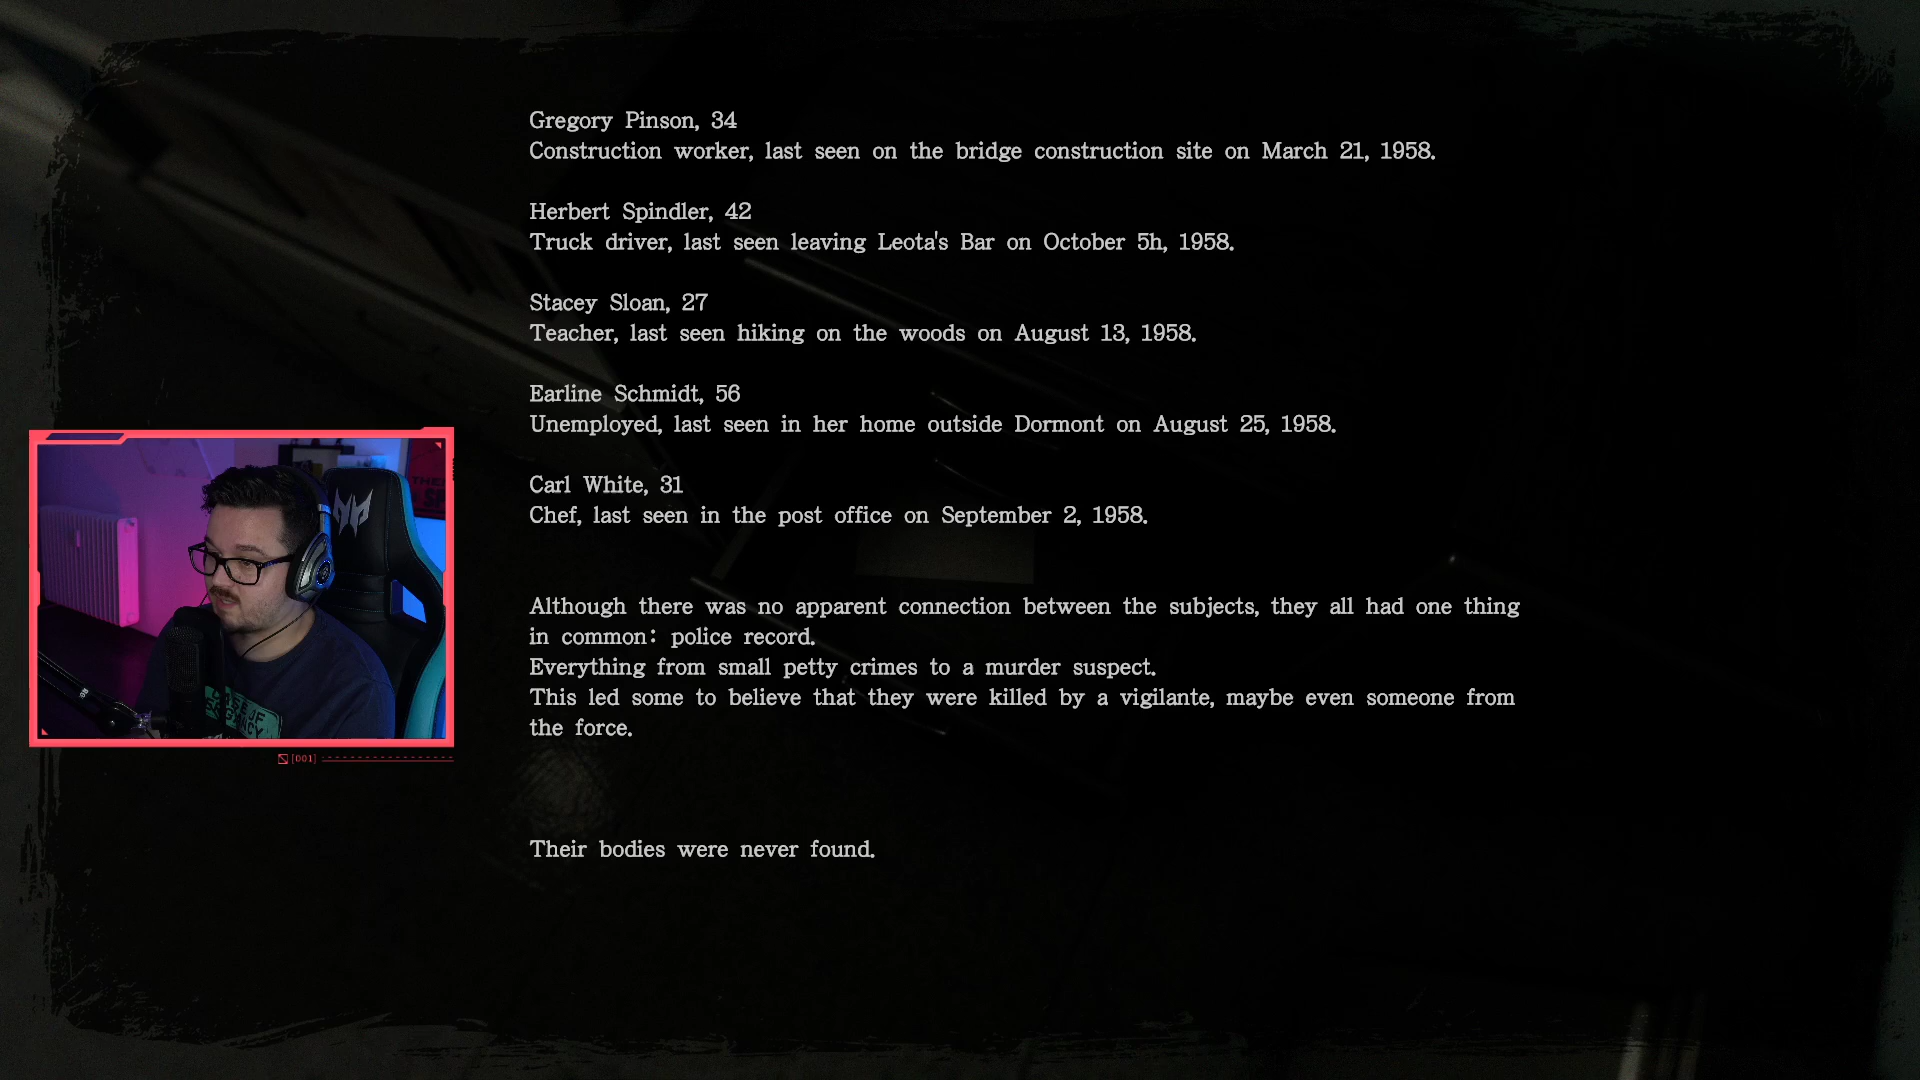 Gregory Pinson, 34
Construction worker, last seen on the bridge construction site on March 21, 1958.
Herbert Spindler, 42
Truck driver, last seen leaving Leota's Bar on October 5h, 1958.
Stacey Sloan, 27
Teacher, last seen hiking on the woods on August 13, 1958.
Earline Schmidt, 56
Unemployed, last seen in her home outside Dormont on August 25, 1958.
Carl White, 31
Chef, last seen in the post office on September 2, 1958.
Although there was no apparent connection between the subjects, they all had one thing
in common: police record.
Everything from small petty crimes to a murder suspect.
This led some to believe that they were killed by a vigilante, maybe even someone from
the force.
Their bodies were never found.
[001]